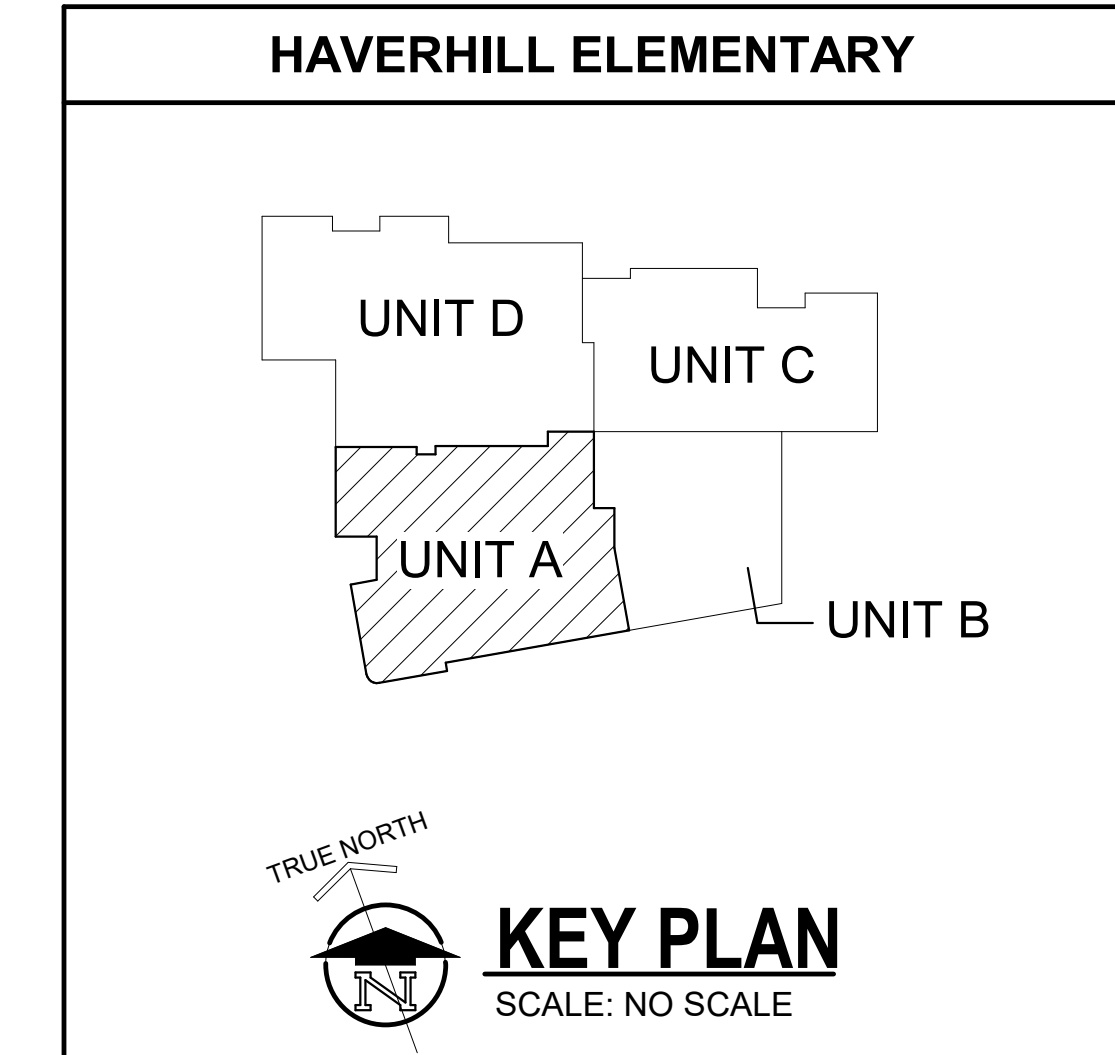 HAVERHILL ELEMENTARY
UNIT D
UNIT C
UNIT A
UNIT B
TRUE NORTH
N
KEY PLAN
SCALE: NO SCALE